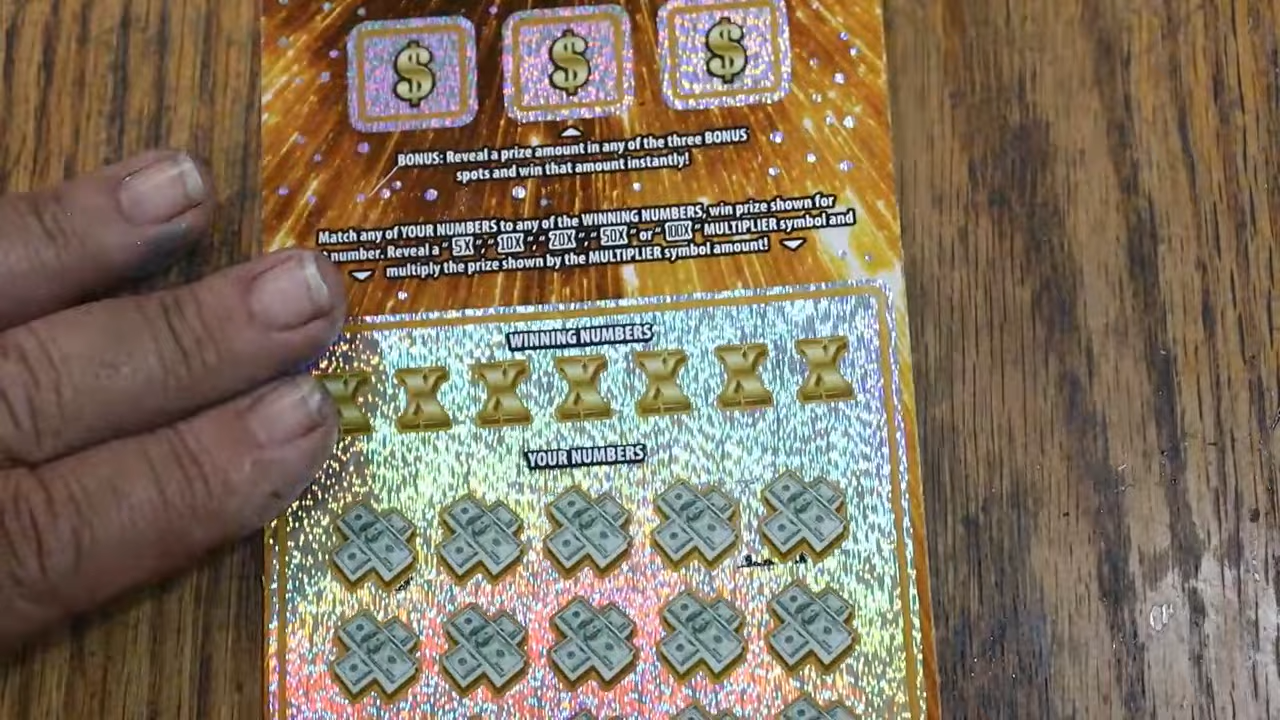 $ $ $
BONUS: Reveal a prize amount in any of the three BONUS
spots and win that amount instantly!
Match any of YOUR NUMBERS to any of the WINNING NUMBERS, win prize shown for
number. Reveal a "5X", "10X", "20X", "50X" or "100X" MULTIPLIER symbol and
multiply the prize shown by the MULTIPLIER symbol amount!
WINNING NUMBERS
X X X X X X X
YOUR NUMBERS